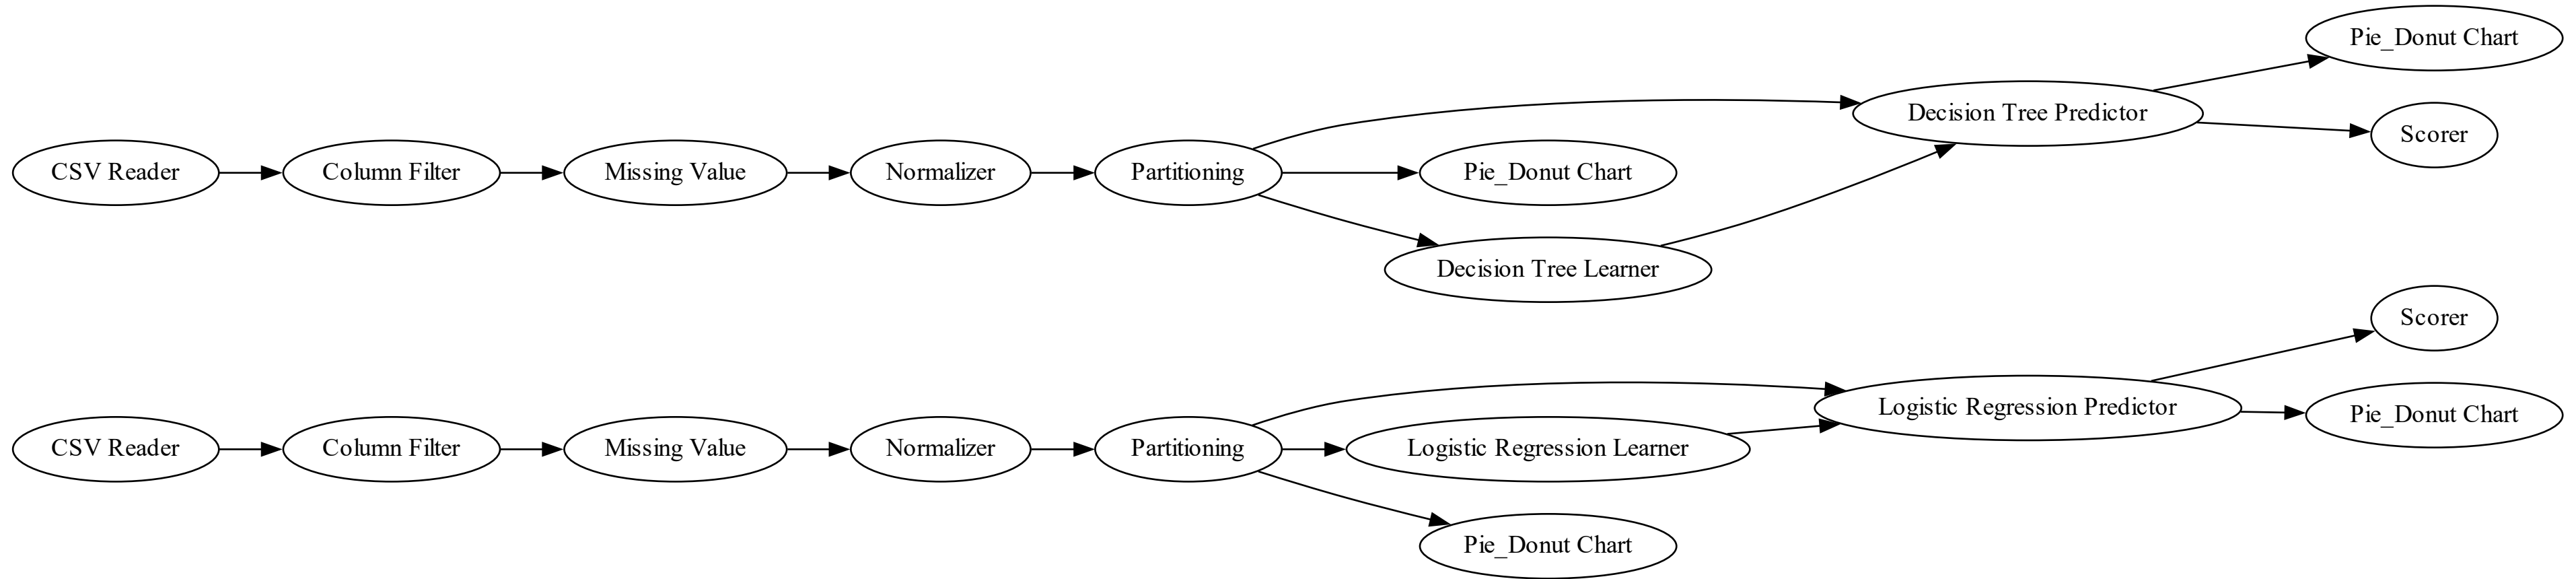 CSV Reader
Column Filter
Missing Value
Normalizer
Partitioning
Pie_Donut Chart
Decision Tree Learner
Decision Tree Predictor
Pie_Donut Chart
Scorer
CSV Reader
Column Filter
Missing Value
Normalizer
Partitioning
Logistic Regression Learner
Pie_Donut Chart
Logistic Regression Predictor
Scorer
Pie_Donut Chart